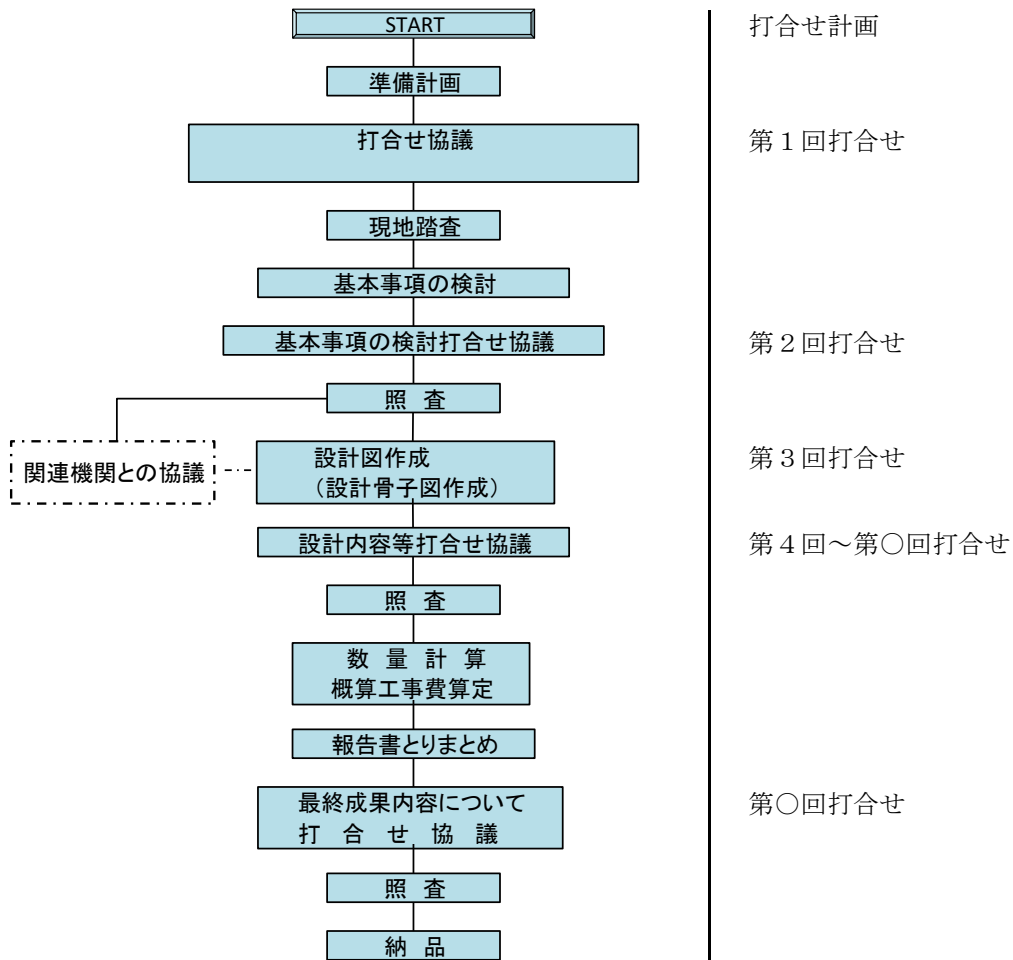 START
打合せ計画
準備計画
打合せ協議
第１回打合せ
現地踏査
基本事項の検討
基本事項の検討打合せ協議
第２回打合せ
照 査
関連機関との協議
設計図作成
（設計骨子図作成）
第３回打合せ
設計内容等打合せ協議
第４回～第○回打合せ
照 査
数 量 計 算
概算工事費算定
報告書とりまとめ
最終成果内容について
打 合 せ 協 議
第○回打合せ
照 査
納 品